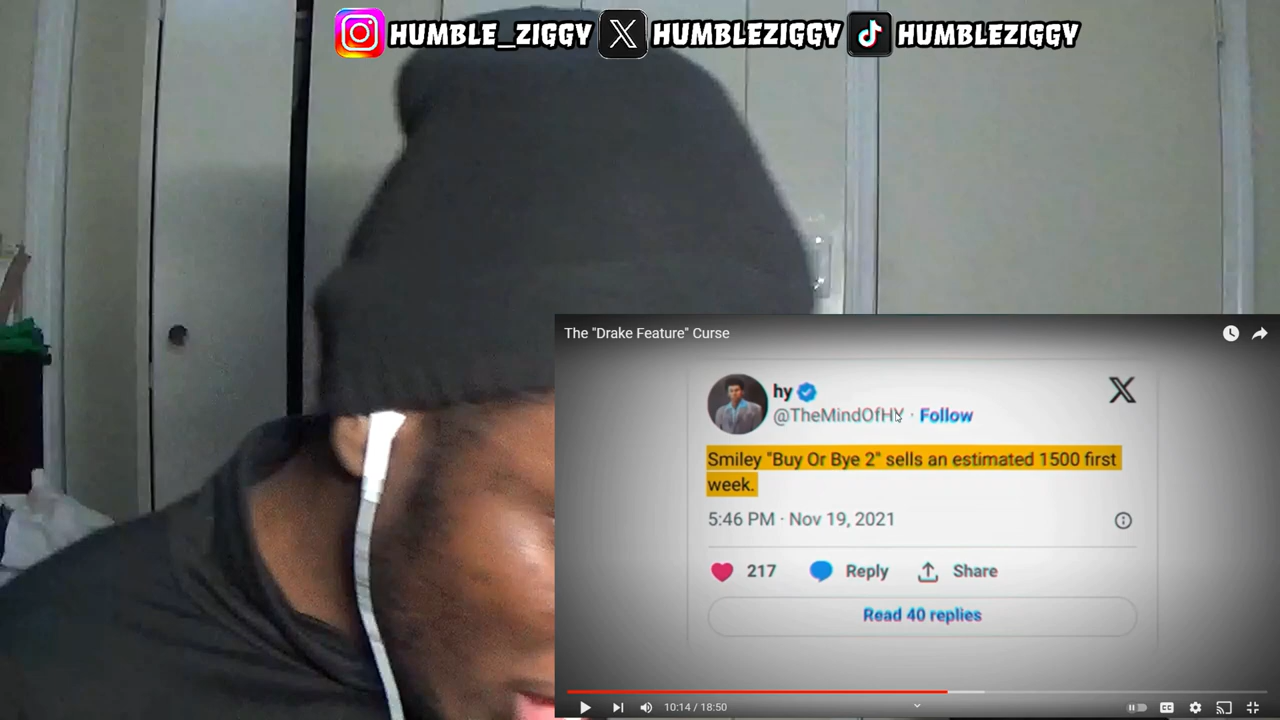 HUMBLE_ZIGGY HUMBLEZIGGY HUMBLEZIGGY
The "Drake Feature" Curse
hy
@TheMindOfHY · Follow
Smiley "Buy Or Bye 2" sells an estimated 1500 first
week.
5:46 PM · Nov 19, 2021
217 Reply Share
Read 40 replies
10:14 / 18:50